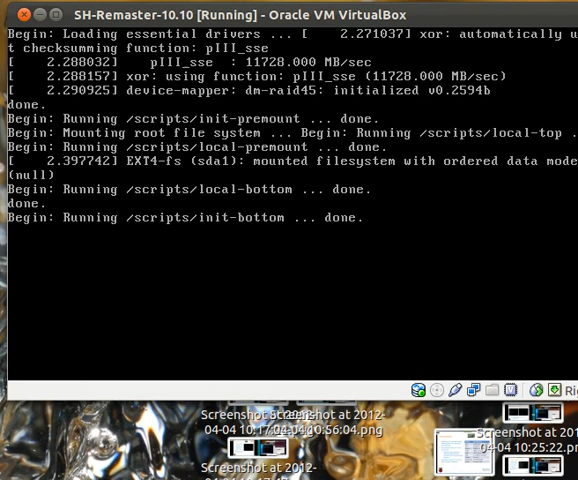 SH-Remaster-10.10 [Running] - Oracle VM VirtualBox
Begin: Loading essential drivers ... [    2.271037] xor: automatically u
t checksumming function: pIII_sse
[    2.288032]    pIII_sse  : 11728.000 MB/sec
[    2.288157] xor: using function: pIII_sse (11728.000 MB/sec)
[    2.290925] device-mapper: dm-raid45: initialized v0.2594b
done.
Begin: Running /scripts/init-premount ... done.
Begin: Mounting root file system ... Begin: Running /scripts/local-top .
Begin: Running /scripts/local-premount ... done.
[    2.397742] EXT4-fs (sda1): mounted filesystem with ordered data mode
(null)
Begin: Running /scripts/local-bottom ... done.
done.
Begin: Running /scripts/init-bottom ... done.
Ri
Screenshot at 2012-
04-04 10:56:04.png
Screenshot at 201
04-04 10:25:22.pn
Screenshot at 2012-